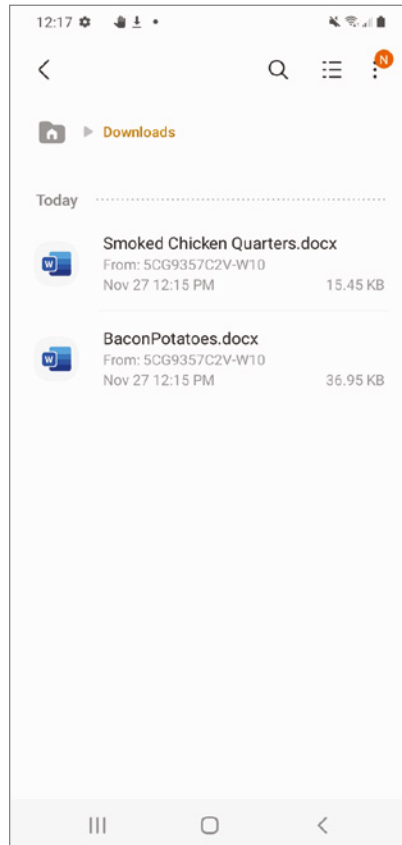 12:17
N
Downloads
Today
Smoked Chicken Quarters.docx
From: 5CG9357C2V-W10
Nov 27 12:15 PM 15.45 KB
W
BaconPotatoes.docx
From: 5CG9357C2V-W10
Nov 27 12:15 PM 36.95 KB
W